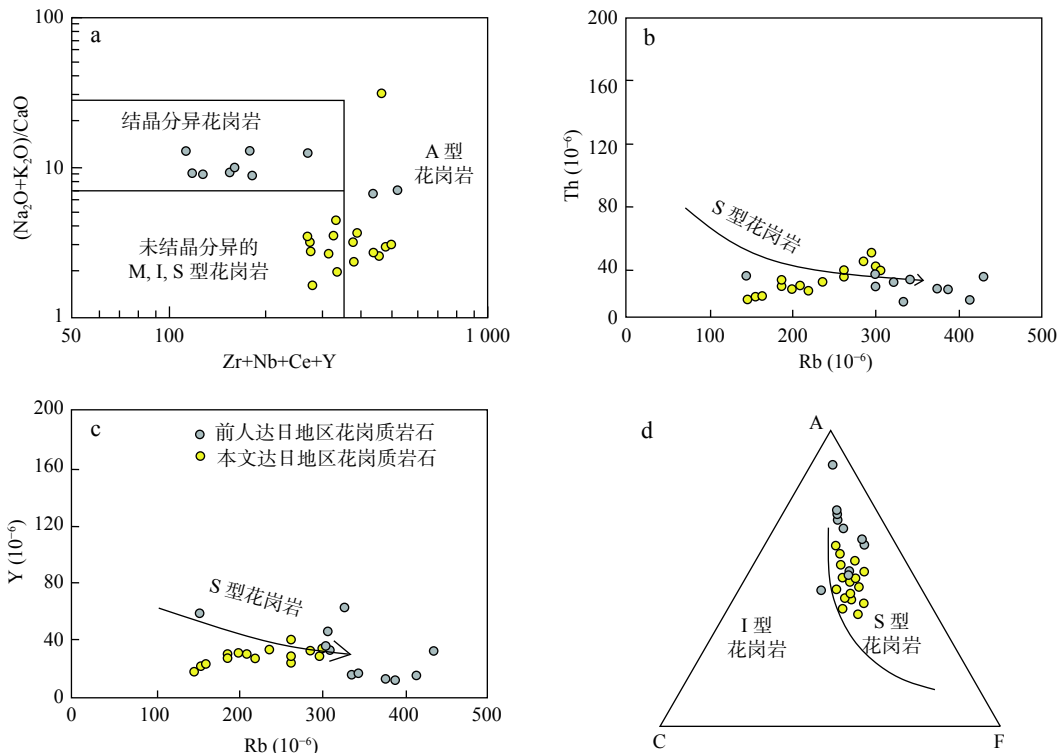 a
100
10
1
(Na₂O+K₂O)/CaO
结晶分异花岗岩
A 型
花岗岩
未结晶分异的
M, I, S 型花岗岩
50
100
1 000
Zr+Nb+Ce+Y
b
200
160
120
80
40
0
Th (10⁻⁶)
S 型花岗岩
0
100
200
300
400
500
Rb (10⁻⁶)
c
200
160
120
80
40
0
Y (10⁻⁶)
前人达日地区花岗质岩石
本文达日地区花岗质岩石
S 型花岗岩
0
100
200
300
400
500
Rb (10⁻⁶)
d
A
I 型
花岗岩
S 型
花岗岩
C
F